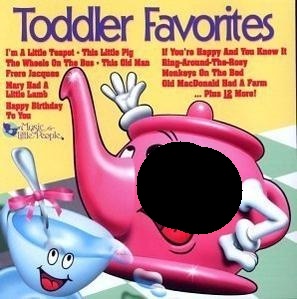 Toddler Favorites
I'm A Little Teapot • This Little Pig
The Wheels On The Bus • This Old Man
Frere Jacques
Mary Had A
Little Lamb
Happy Birthday
To You
Music for
Little People
If You're Happy And You Know It
Ring-Around-The-Rosy
Monkeys On The Bed
Old MacDonald Had A Farm
... Plus 12 More!